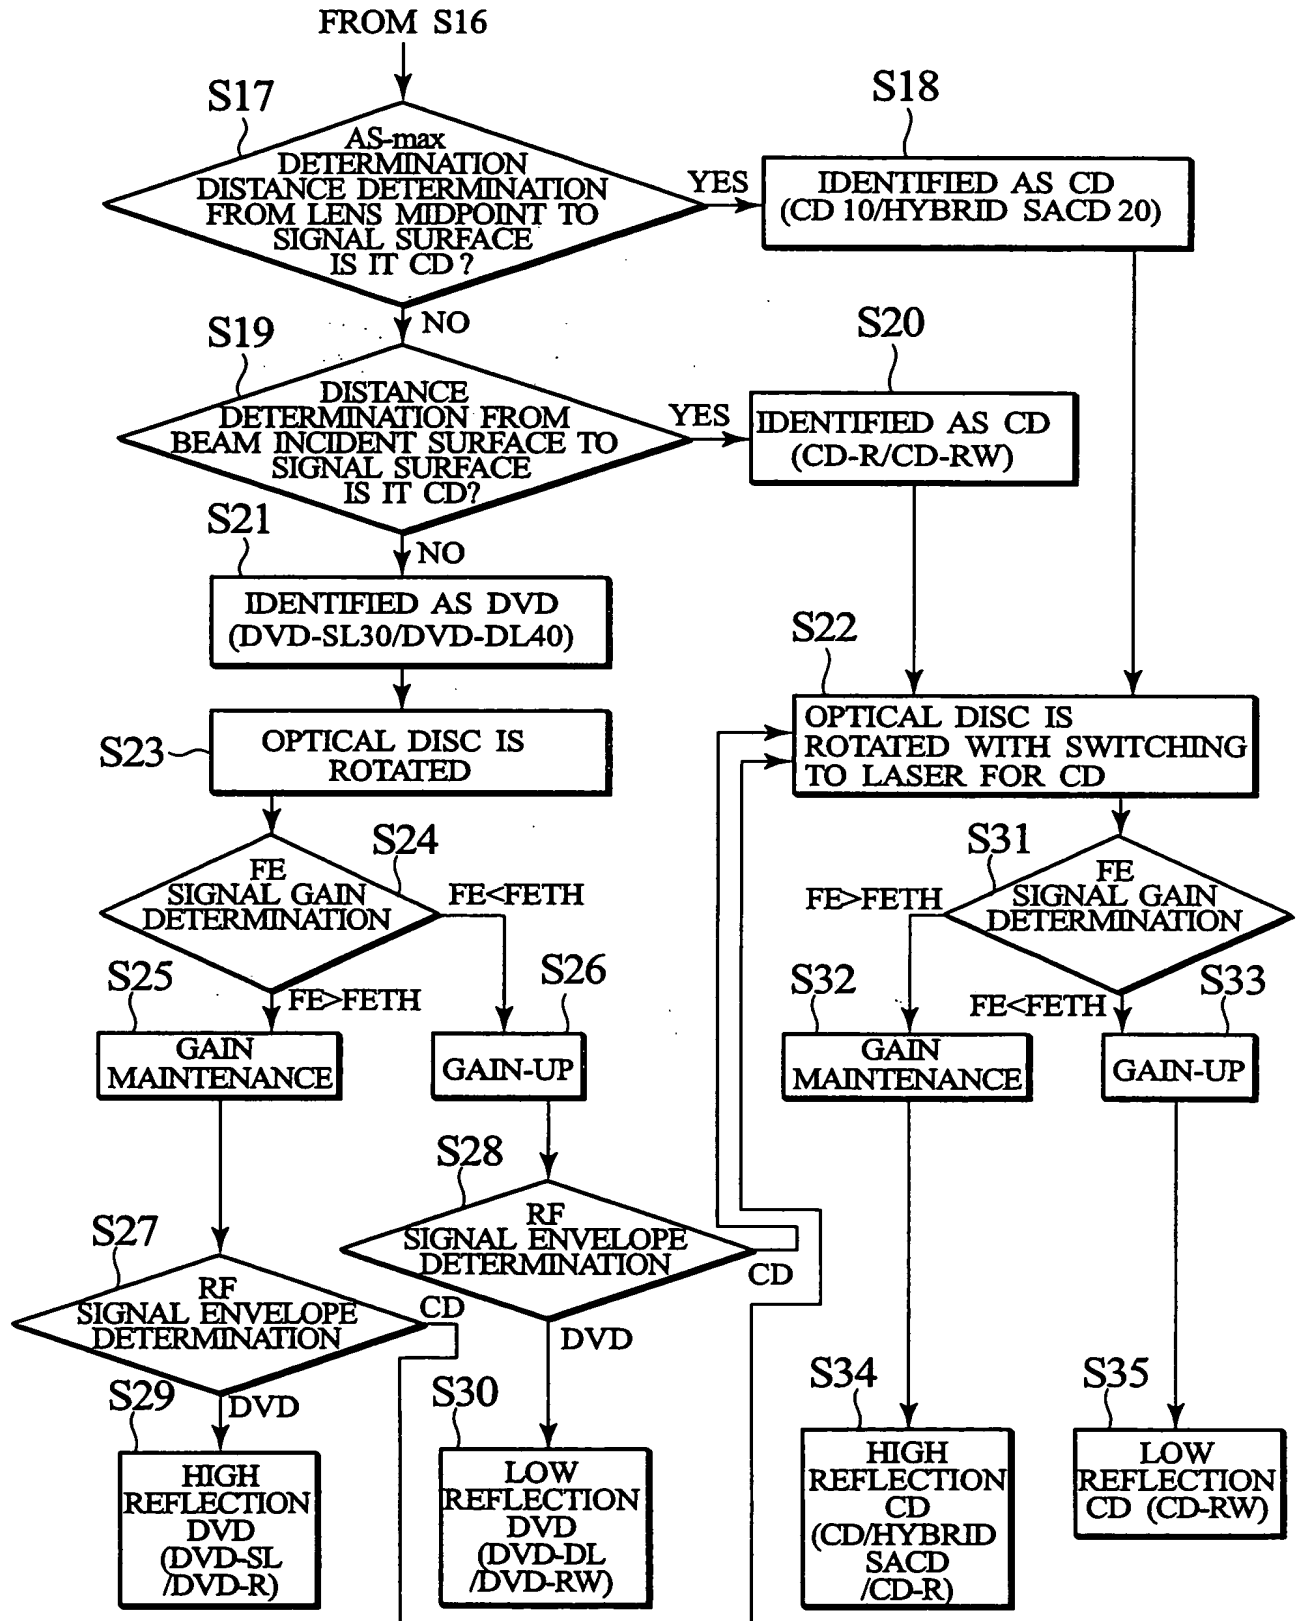 FROM S16
S17
AS-max
DETERMINATION
DISTANCE DETERMINATION
FROM LENS MIDPOINT TO
SIGNAL SURFACE
IS IT CD?
YES
S18
IDENTIFIED AS CD
(CD 10/HYBRID SACD 20)
NO
S19
DISTANCE
DETERMINATION FROM
BEAM INCIDENT SURFACE TO
SIGNAL SURFACE
IS IT CD?
YES
S20
IDENTIFIED AS CD
(CD-R/CD-RW)
NO
S21
IDENTIFIED AS DVD
(DVD-SL30/DVD-DL40)
S22
OPTICAL DISC IS
ROTATED WITH SWITCHING
TO LASER FOR CD
S23
OPTICAL DISC IS
ROTATED
S24
FE
SIGNAL GAIN
DETERMINATION
FE<FETH
FE>FETH
S25
GAIN
MAINTENANCE
S26
GAIN-UP
S31
FE
SIGNAL GAIN
DETERMINATION
FE>FETH
FE<FETH
S32
GAIN
MAINTENANCE
S33
GAIN-UP
S28
RF
SIGNAL ENVELOPE
DETERMINATION
CD
DVD
S27
RF
SIGNAL ENVELOPE
DETERMINATION
CD
DVD
S29
HIGH
REFLECTION
DVD
(DVD-SL
/DVD-R)
S30
LOW
REFLECTION
DVD
(DVD-DL
/DVD-RW)
S34
HIGH
REFLECTION
CD
(CD/HYBRID
SACD
/CD-R)
S35
LOW
REFLECTION
CD (CD-RW)